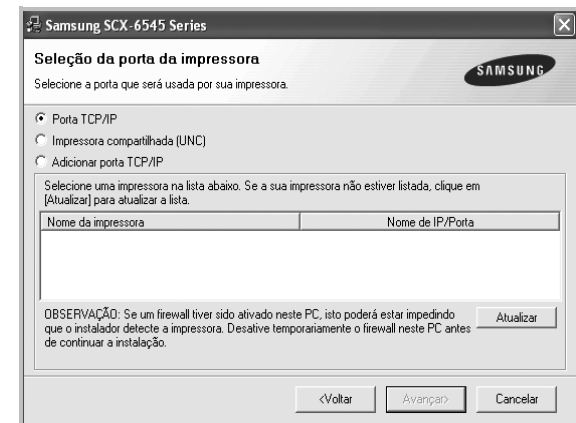 Samsung SCX-6545 Series
Seleção da porta da impressora
Selecione a porta que será usada por sua impressora.
SAMSUNG
Porta TCP/IP
Impressora compartilhada (UNC)
Adicionar porta TCP/IP
Selecione uma impressora na lista abaixo. Se a sua impressora não estiver listada, clique em
[Atualizar] para atualizar a lista.
Nome da impressora
Nome de IP/Porta
OBSERVAÇÃO: Se um firewall tiver sido ativado neste PC, isto poderá estar impedindo
que o instalador detecte a impressora. Desative temporariamente o firewall neste PC antes
de continuar a instalação.
Atualizar
<Voltar
Avançar>
Cancelar